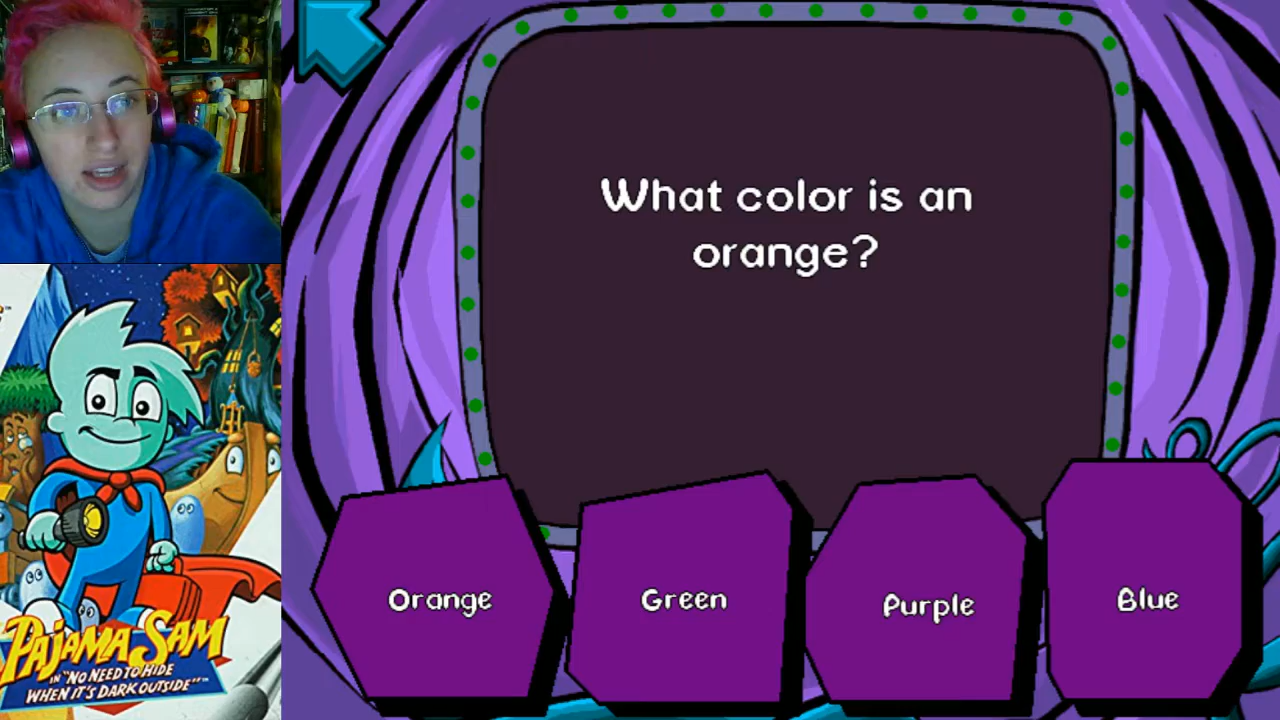 What color is an
orange?
Orange
Green
Purple
Blue
PAJAMA SAM
IN "NO NEED TO HIDE
WHEN IT'S DARK OUTSIDE"™